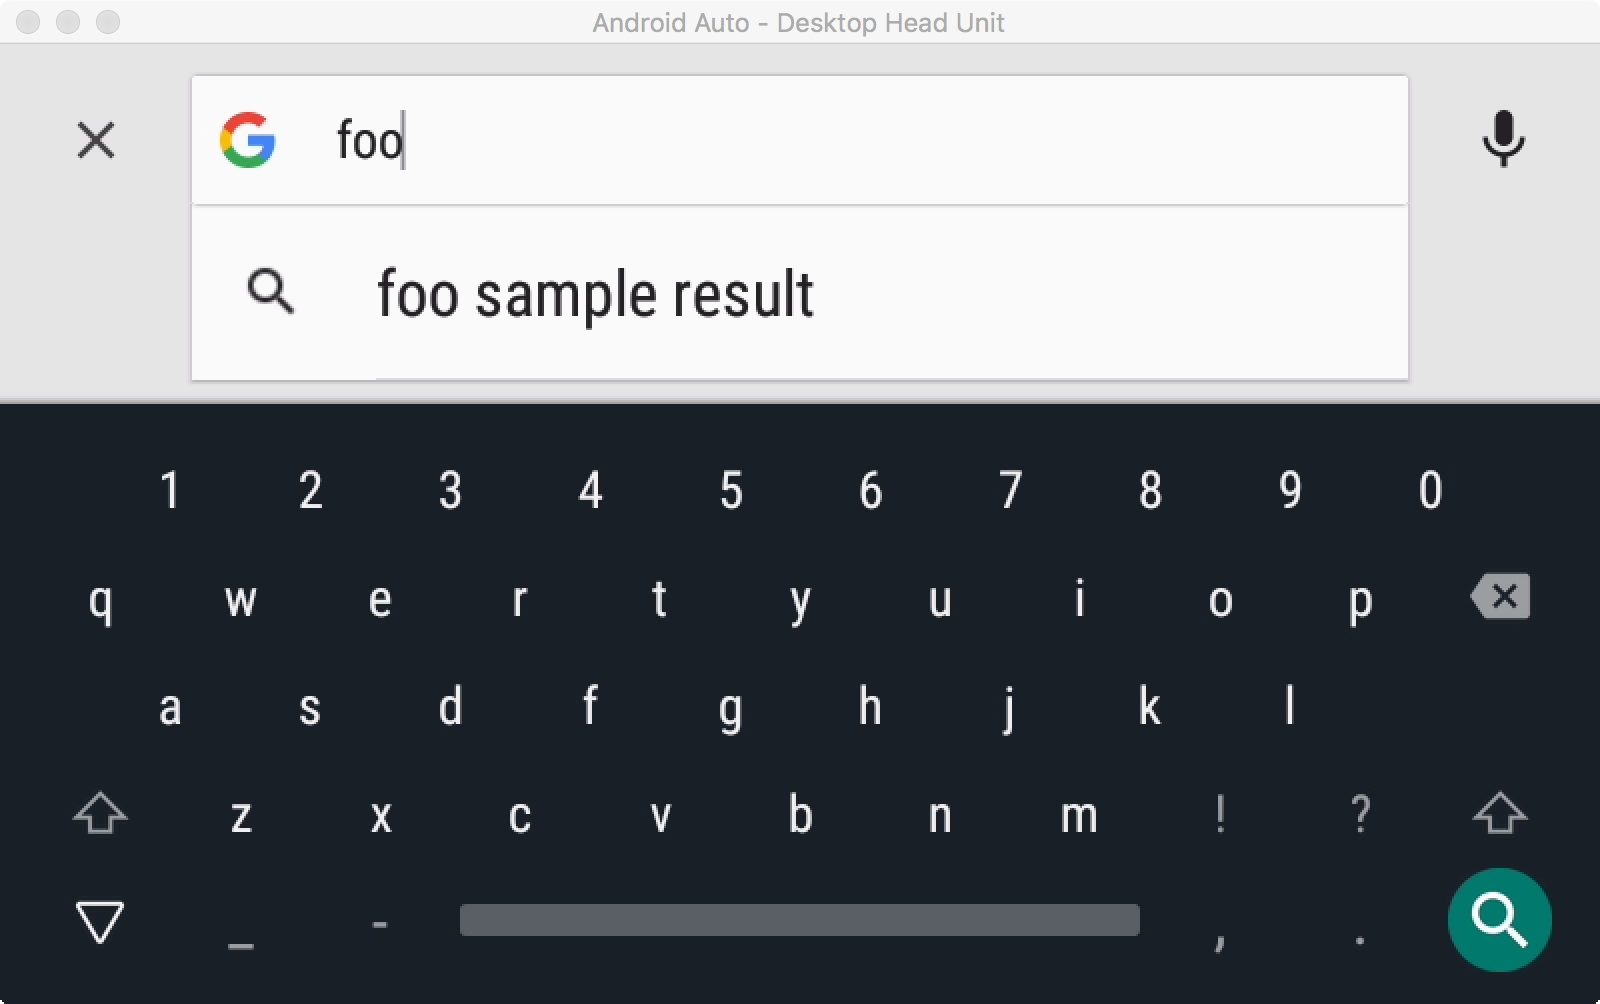 Android Auto - Desktop Head Unit
foo
foo sample result
1 2 3 4 5 6 7 8 9 0
q w e r t y u i o p
a s d f g h j k l
z x c v b n m ! ?
_ - , .